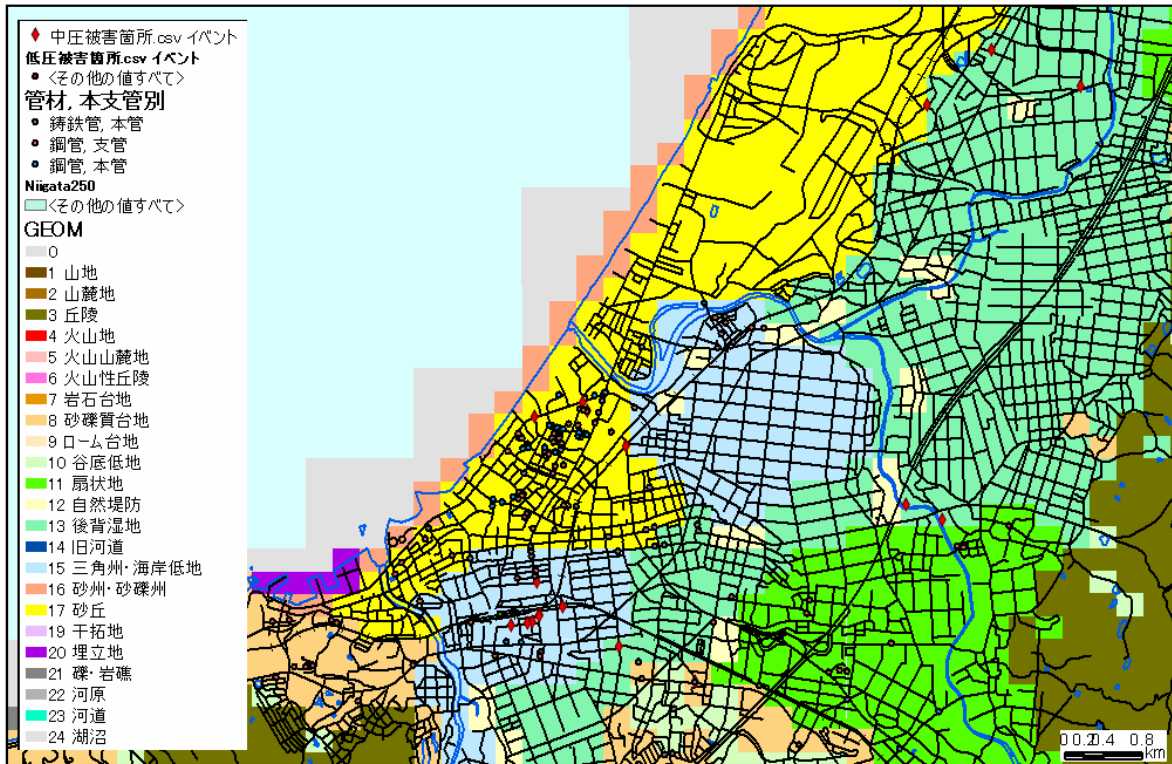 中圧被害箇所.csv イベント
低圧被害箇所.csv イベント
<その他の値すべて>
管材, 本支管別
鋳鉄管, 本管
鋼管, 支管
鋼管, 本管
Niigata250
<その他の値すべて>
GEOM
0
1 山地
2 山麓地
3 丘陵
4 火山地
5 火山山麓地
6 火山性丘陵
7 岩石台地
8 砂礫質台地
9 ローム台地
10 谷底低地
11 扇状地
12 自然堤防
13 後背湿地
14 旧河道
15 三角州・海岸低地
16 砂州・砂礫州
17 砂丘
19 干拓地
20 埋立地
21 礫・岩礁
22 河原
23 河道
24 湖沼
0 0.2 0.4 0.8
km